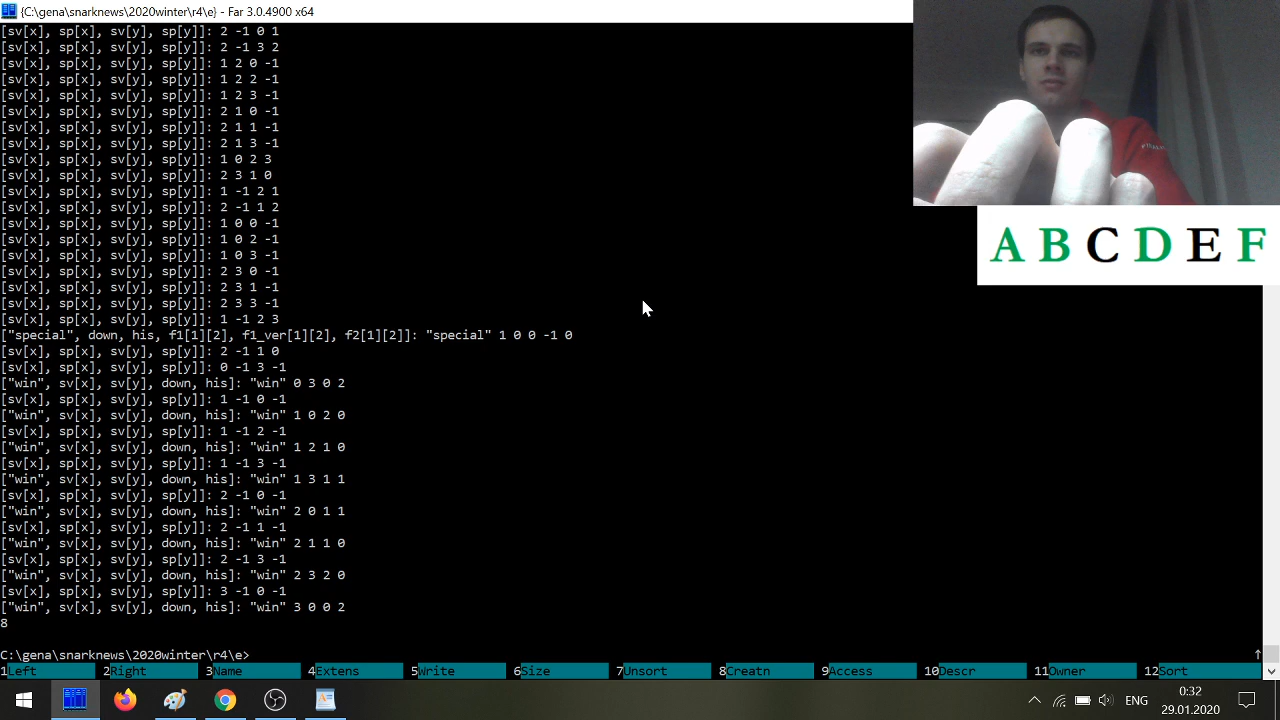 {C:\gena\snarknews\2020winter\r4\e} - Far 3.0.4900 x64
[sv[x], sp[x], sv[y], sp[y]]: 2 -1 0 1
[sv[x], sp[x], sv[y], sp[y]]: 2 -1 3 2
[sv[x], sp[x], sv[y], sp[y]]: 1 2 0 -1
[sv[x], sp[x], sv[y], sp[y]]: 1 2 2 -1
[sv[x], sp[x], sv[y], sp[y]]: 1 2 3 -1
[sv[x], sp[x], sv[y], sp[y]]: 2 1 0 -1
[sv[x], sp[x], sv[y], sp[y]]: 2 1 1 -1
[sv[x], sp[x], sv[y], sp[y]]: 2 1 3 -1
[sv[x], sp[x], sv[y], sp[y]]: 1 0 2 3
[sv[x], sp[x], sv[y], sp[y]]: 2 3 1 0
[sv[x], sp[x], sv[y], sp[y]]: 1 -1 2 1
[sv[x], sp[x], sv[y], sp[y]]: 2 -1 1 2
[sv[x], sp[x], sv[y], sp[y]]: 1 0 0 -1
[sv[x], sp[x], sv[y], sp[y]]: 1 0 2 -1
[sv[x], sp[x], sv[y], sp[y]]: 1 0 3 -1
[sv[x], sp[x], sv[y], sp[y]]: 2 3 0 -1
[sv[x], sp[x], sv[y], sp[y]]: 2 3 1 -1
[sv[x], sp[x], sv[y], sp[y]]: 2 3 3 -1
[sv[x], sp[x], sv[y], sp[y]]: 1 -1 2 3
["special", down, his, f1[1][2], f1_ver[1][2], f2[1][2]]: "special" 1 0 0 -1 0
[sv[x], sp[x], sv[y], sp[y]]: 2 -1 1 0
[sv[x], sp[x], sv[y], sp[y]]: 0 -1 3 -1
["win", sv[x], sv[y], down, his]: "win" 0 3 0 2
[sv[x], sp[x], sv[y], sp[y]]: 1 -1 0 -1
["win", sv[x], sv[y], down, his]: "win" 1 0 2 0
[sv[x], sp[x], sv[y], sp[y]]: 1 -1 2 -1
["win", sv[x], sv[y], down, his]: "win" 1 2 1 0
[sv[x], sp[x], sv[y], sp[y]]: 1 -1 3 -1
["win", sv[x], sv[y], down, his]: "win" 1 3 1 1
[sv[x], sp[x], sv[y], sp[y]]: 2 -1 0 -1
["win", sv[x], sv[y], down, his]: "win" 2 0 1 1
[sv[x], sp[x], sv[y], sp[y]]: 2 -1 1 -1
["win", sv[x], sv[y], down, his]: "win" 2 1 1 0
[sv[x], sp[x], sv[y], sp[y]]: 2 -1 3 -1
["win", sv[x], sv[y], down, his]: "win" 2 3 2 0
[sv[x], sp[x], sv[y], sp[y]]: 3 -1 0 -1
["win", sv[x], sv[y], down, his]: "win" 3 0 0 2
8
C:\gena\snarknews\2020winter\r4\e>
1Left 2Right 3Name 4Extens 5Write 6Size 7Unsort 8Creatn 9Access 10Descr 11Owner 12Sort
A B C D E F
ENG
0:32
29.01.2020